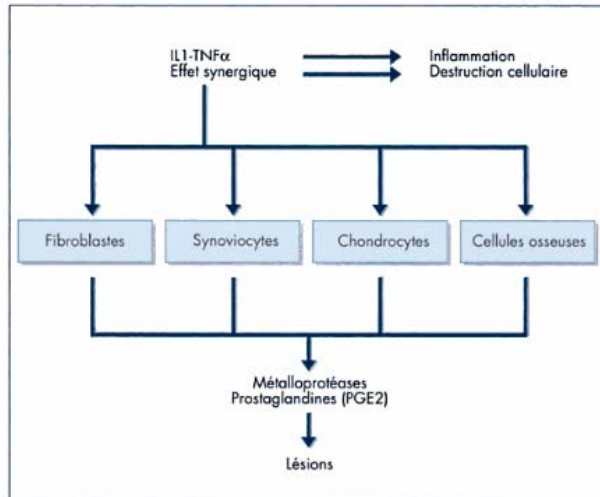 IL1-TNFα
Effet synergique
Inflammation
Destruction cellulaire
Fibroblastes
Synoviocytes
Chondrocytes
Cellules osseuses
Métalloprotéases
Prostaglandines (PGE2)
Lésions